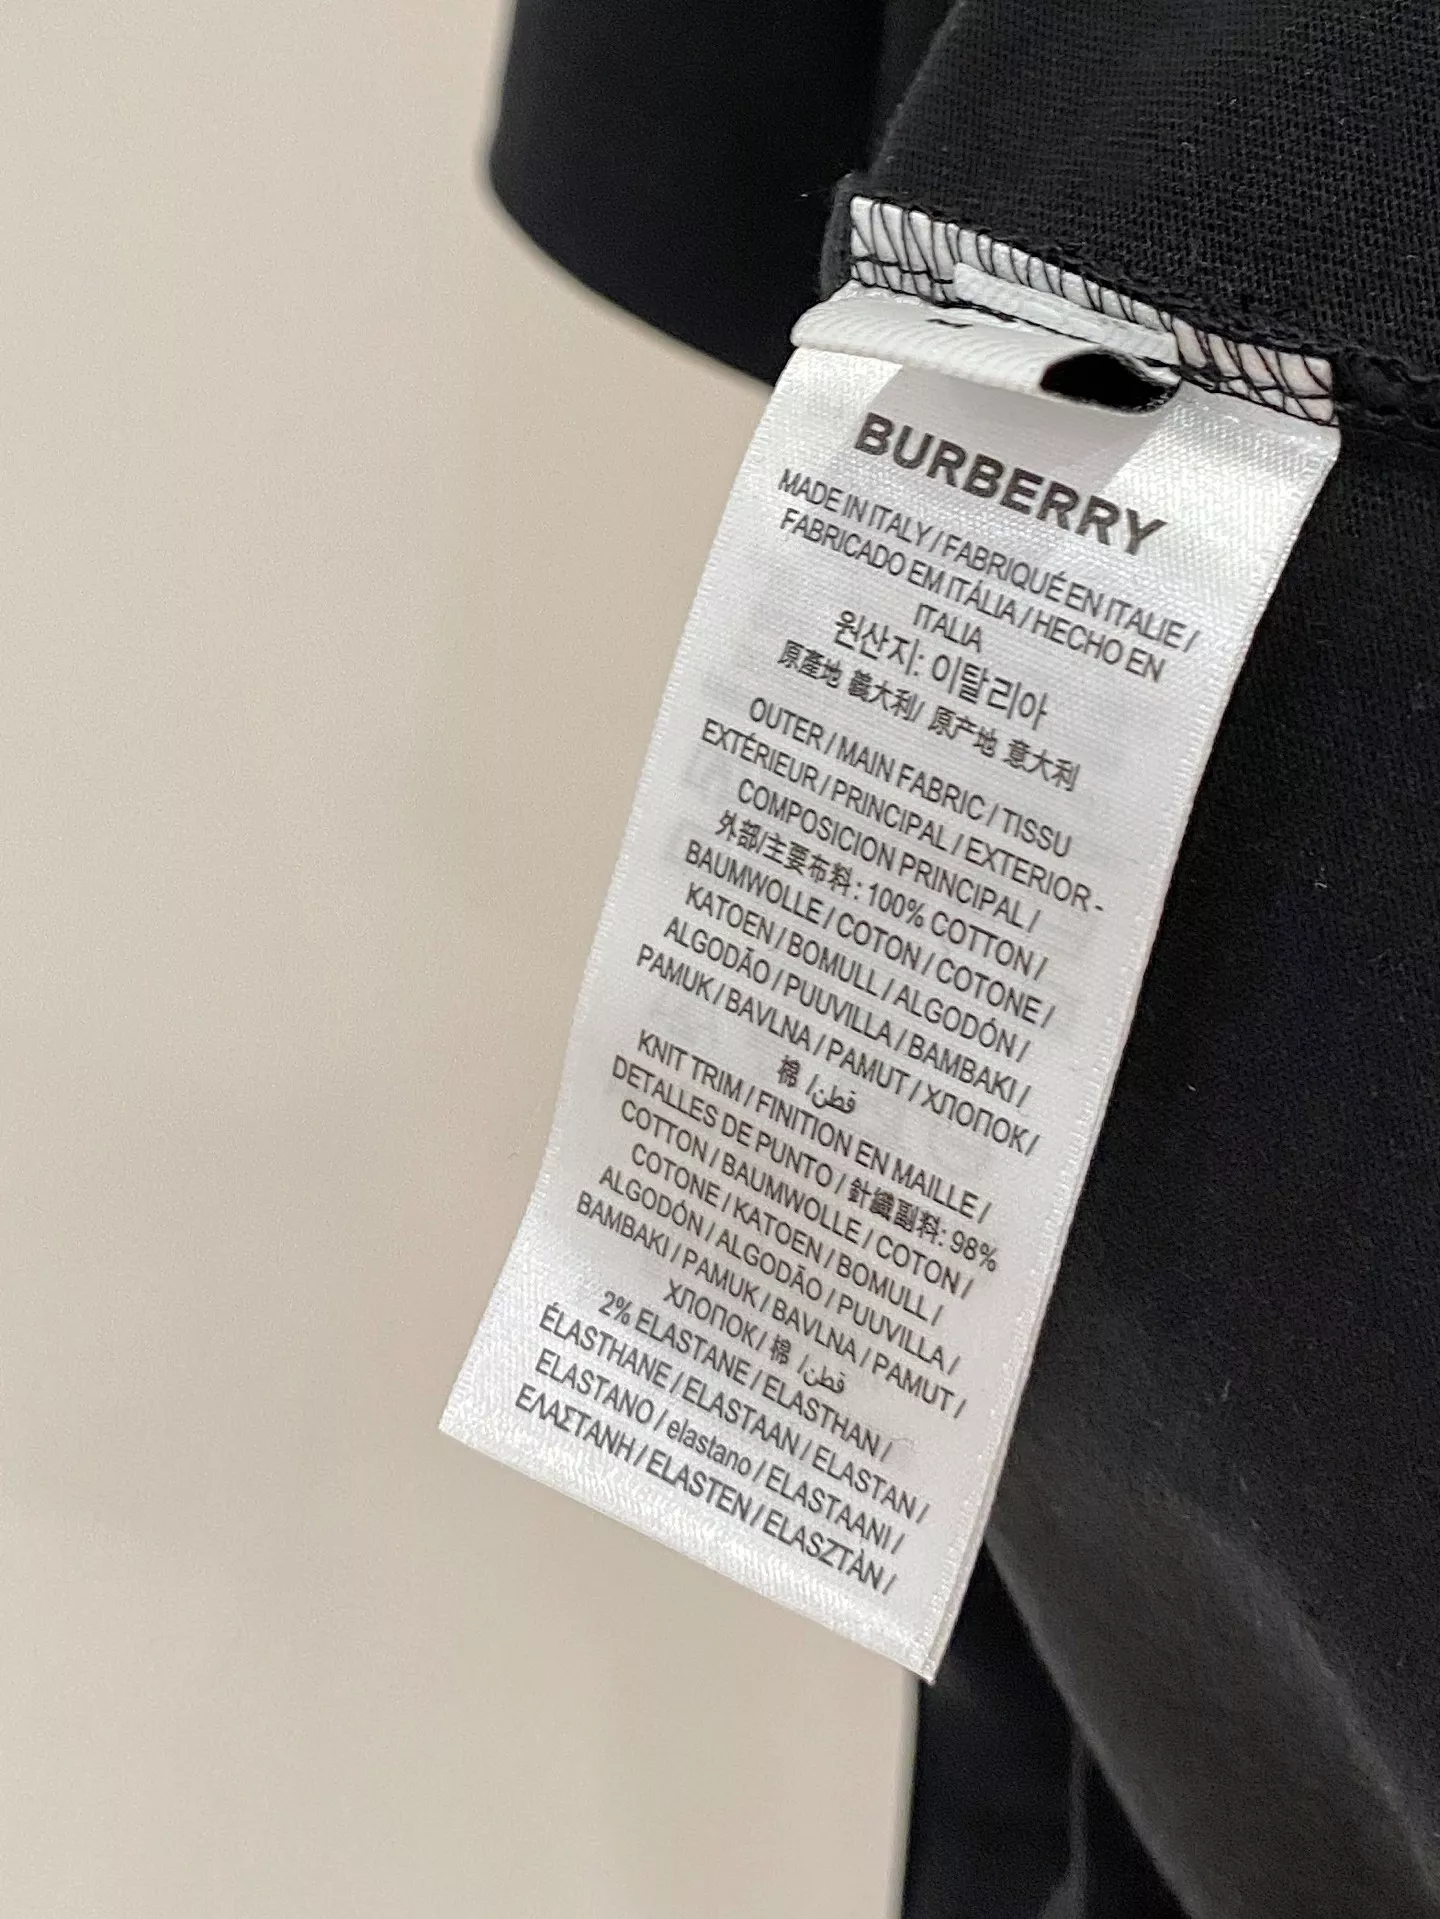 BURBERRY
MADE IN ITALY / FABRIQUÉ EN ITALIE /
FABRICADO EM ITÁLIA / HECHO EN
ITALIA
원산지: 이탈리아
原產地 義大利/ 原产地 意大利
OUTER / MAIN FABRIC / TISSU
EXTÉRIEUR / PRINCIPAL / EXTERIOR -
COMPOSICION PRINCIPAL /
外部/主要布料: 100% COTTON /
BAUMWOLLE / COTON / COTONE /
KATOEN / BOMULL / ALGODÓN /
ALGODÃO / PUUVILLA / BAMBAKI /
PAMUK / BAVLNA / PAMUT / ХЛОПОК /
棉 / قطن
KNIT TRIM / FINITION EN MAILLE /
DETALLES DE PUNTO / 針織副料: 98%
COTTON / BAUMWOLLE / COTON /
COTONE / KATOEN / BOMULL /
ALGODÓN / ALGODÃO / PUUVILLA /
BAMBAKI / PAMUK / BAVLNA / PAMUT /
ХЛОПОК / 棉 / قطن
2% ELASTANE / ELASTHAN /
ÉLASTHANE / ELASTAAN / ELASTAN /
ELASTANO / elastano / ELASTAANI /
ΕΛΑΣΤΑΝΗ / ELASTEN / ELASZTÀN /